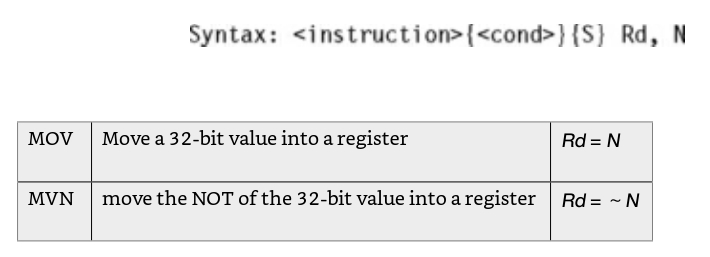 Syntax: <instruction>{<cond>}{S} Rd, N
MOV Move a 32-bit value into a register Rd = N
MVN move the NOT of the 32-bit value into a register Rd = ~ N